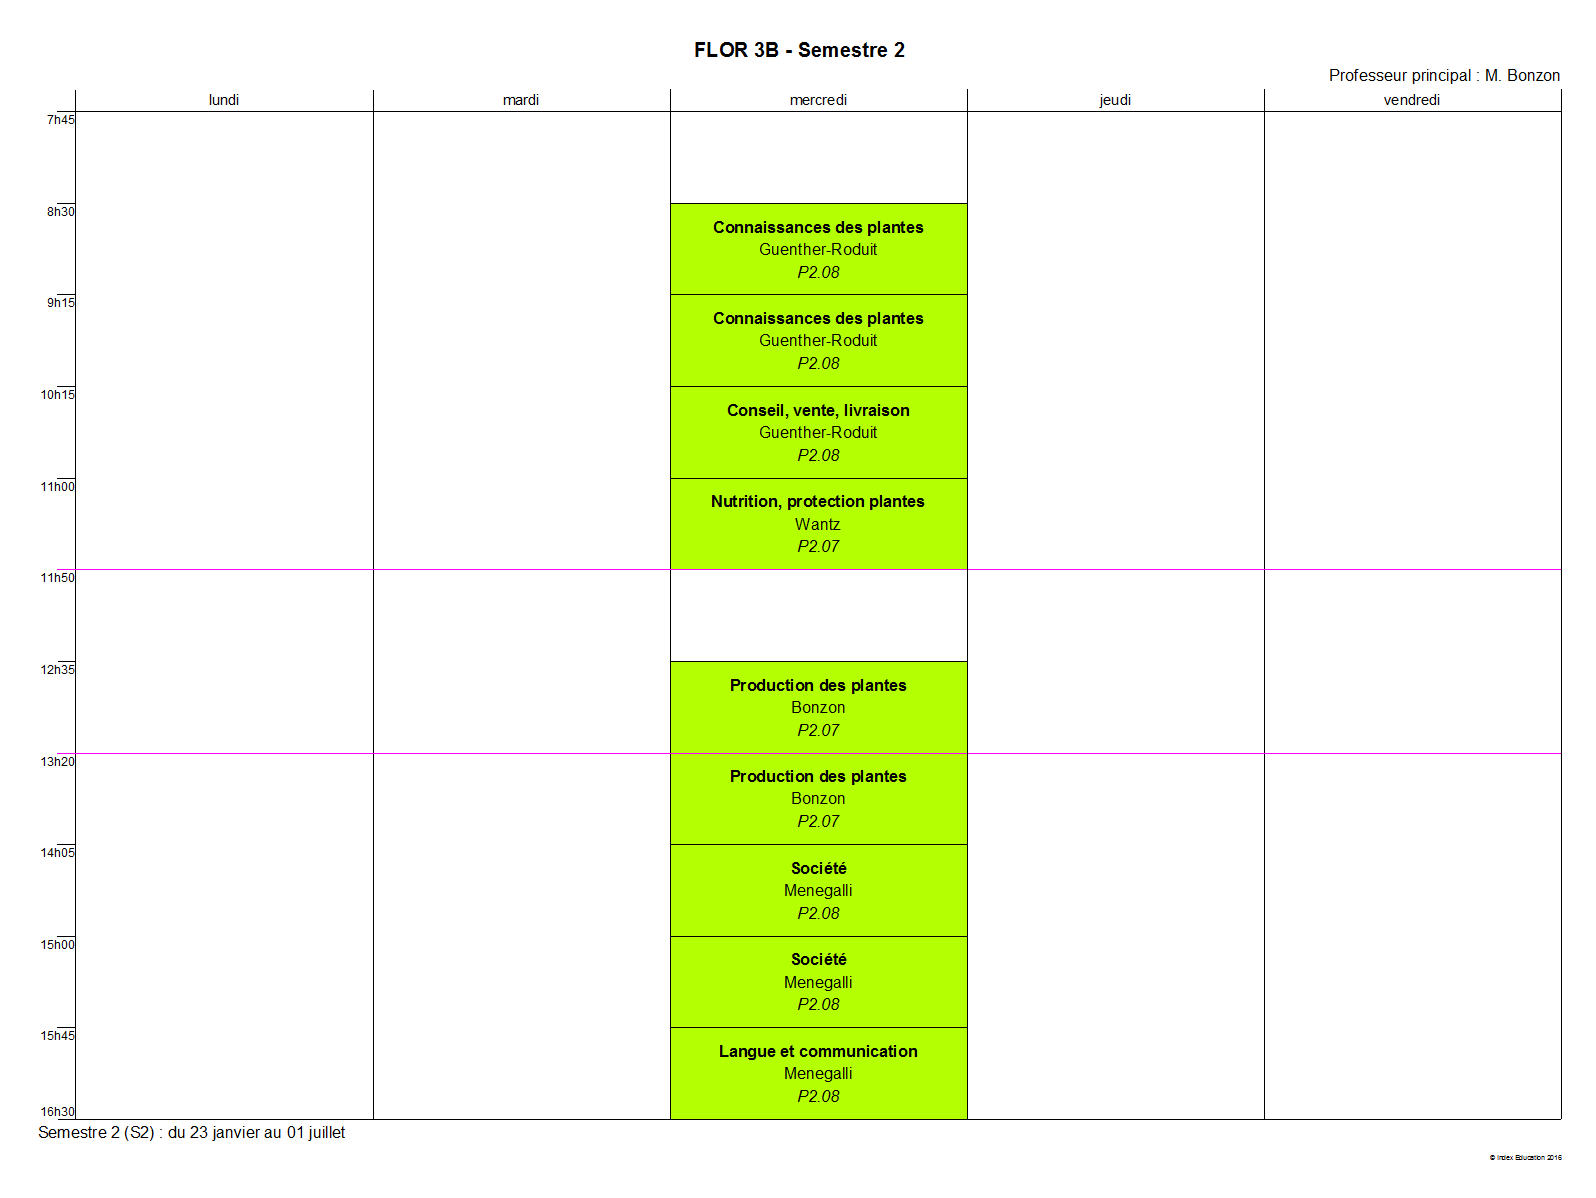 FLOR 3B - Semestre 2
Professeur principal : M. Bonzon
lundi
mardi
mercredi
jeudi
vendredi
7h45
8h30
Connaissances des plantes
Guenther-Roduit
P2.08
9h15
Connaissances des plantes
Guenther-Roduit
P2.08
10h15
Conseil, vente, livraison
Guenther-Roduit
P2.08
11h00
Nutrition, protection plantes
Wantz
P2.07
11h50
12h35
Production des plantes
Bonzon
P2.07
13h20
Production des plantes
Bonzon
P2.07
14h05
Société
Menegalli
P2.08
15h00
Société
Menegalli
P2.08
15h45
Langue et communication
Menegalli
P2.08
16h30
Semestre 2 (S2) : du 23 janvier au 01 juillet
© Index Education 2016